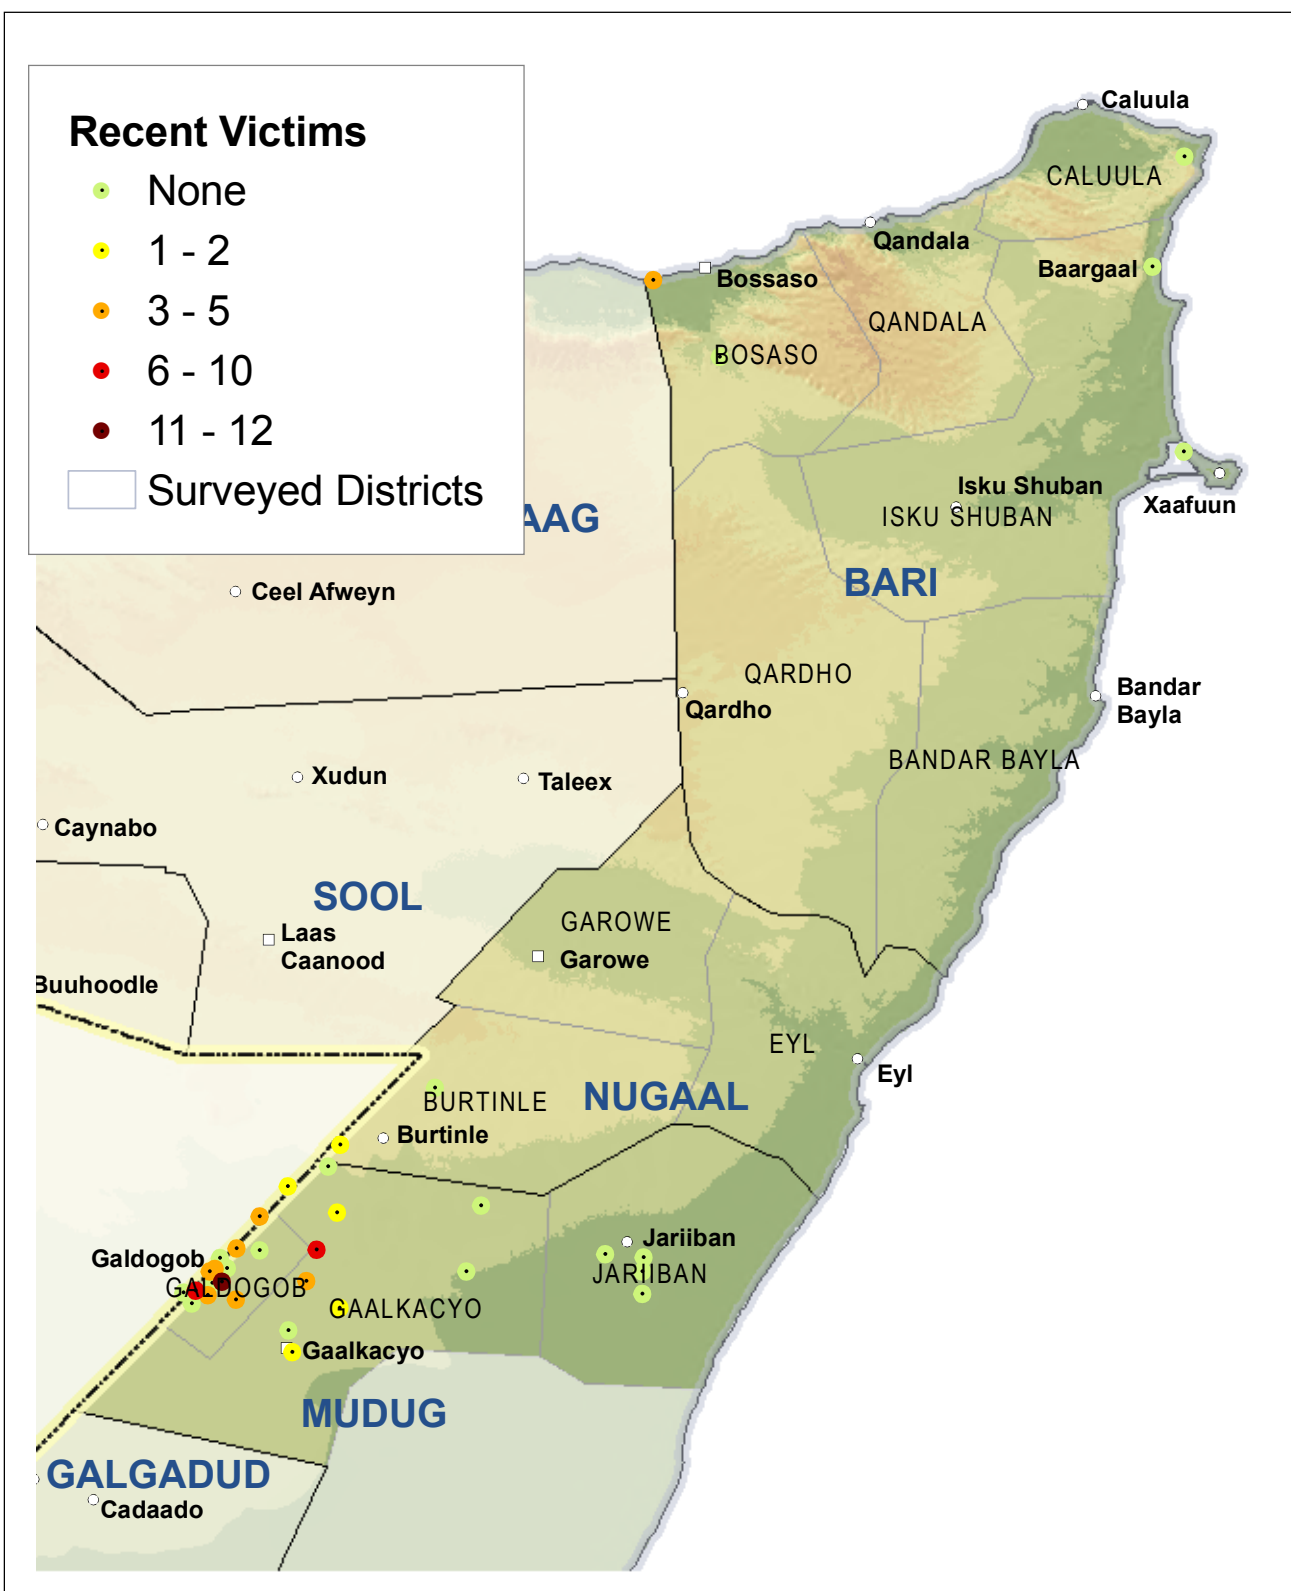 Recent Victims
None
1 - 2
3 - 5
6 - 10
11 - 12
Surveyed Districts
Caluula
CALUULA
Qandala
Baargaal
Bossaso
QANDALA
BOSASO
Isku Shuban
ISKU SHUBAN
Xaafuun
AAG
BARI
Ceel Afweyn
QARDHO
Qardho
Bandar
Bayla
BANDAR BAYLA
Xudun
Taleex
Caynabo
SOOL
GAROWE
Laas
Caanood
Garowe
Buuhoodle
EYL
Eyl
BURTINLE
NUGAAL
Burtinle
Jariiban
JARIIBAN
Galdogob
GALDOGOB
GAALKACYO
Gaalkacyo
MUDUG
GALGADUD
Cadaado